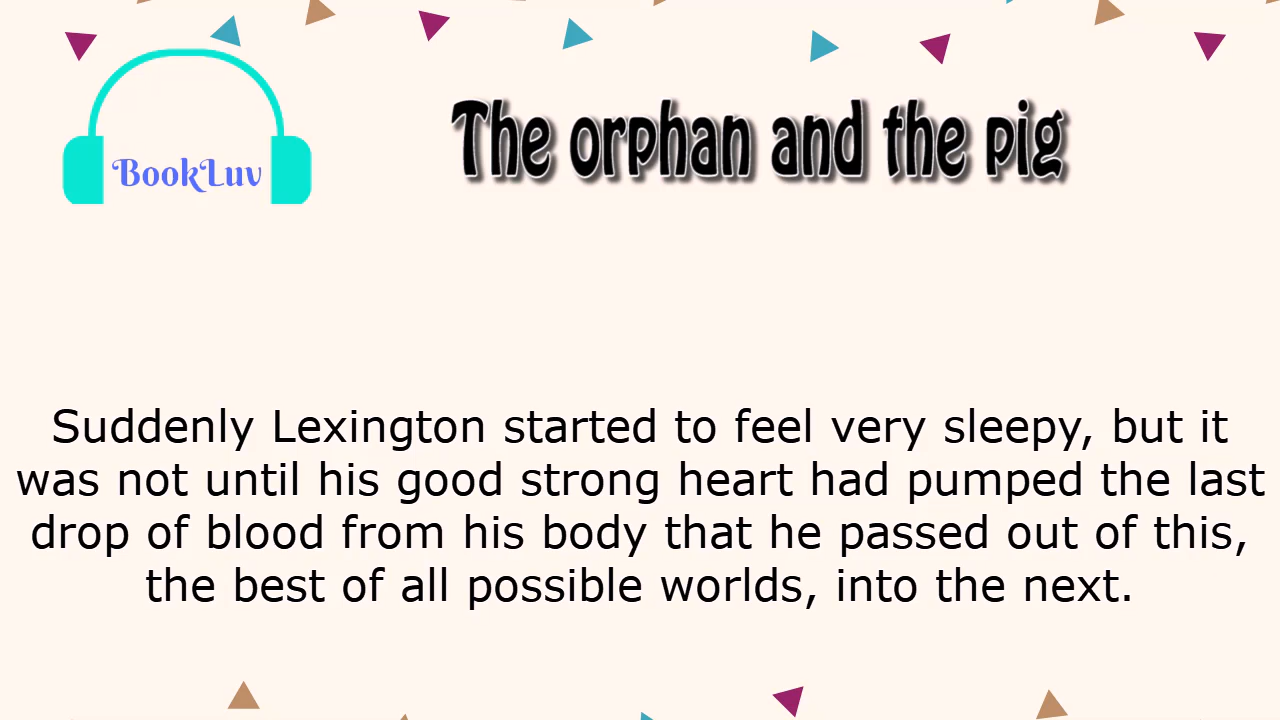 The orphan and the pig
BookLuv
Suddenly Lexington started to feel very sleepy, but it
was not until his good strong heart had pumped the last
drop of blood from his body that he passed out of this,
the best of all possible worlds, into the next.